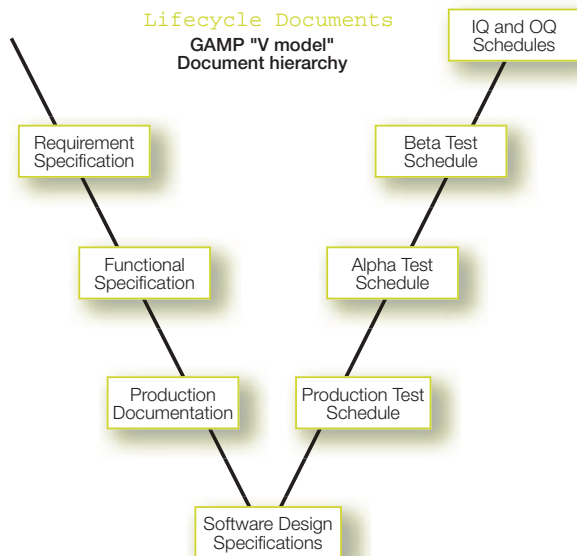 Lifecycle Documents
GAMP "V model"
Document hierarchy
IQ and OQ
Schedules
Requirement
Specification
Beta Test
Schedule
Functional
Specification
Alpha Test
Schedule
Production
Documentation
Production Test
Schedule
Software Design
Specifications